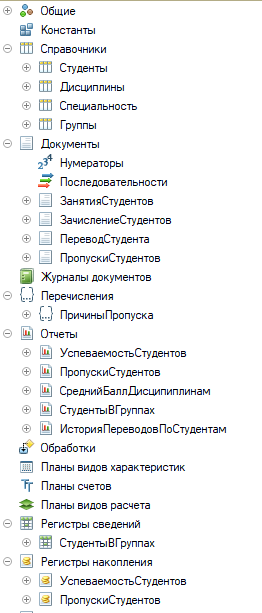 Общие
Константы
Справочники
Студенты
Дисциплины
Специальность
Группы
Документы
Нумераторы
Последовательности
ЗанятияСтудентов
ЗачислениеСтудентов
ПереводСтудента
ПропускиСтудентов
Журналы документов
Перечисления
ПричиныПропуска
Отчеты
УспеваемостьСтудентов
ПропускиСтудентов
СреднийБаллДисципиплинам
СтудентыВГруппах
ИсторияПереводовПоСтудентам
Обработки
Планы видов характеристик
Планы счетов
Планы видов расчета
Регистры сведений
СтудентыВГруппах
Регистры накопления
УспеваемостьСтудентов
ПропускиСтудентов